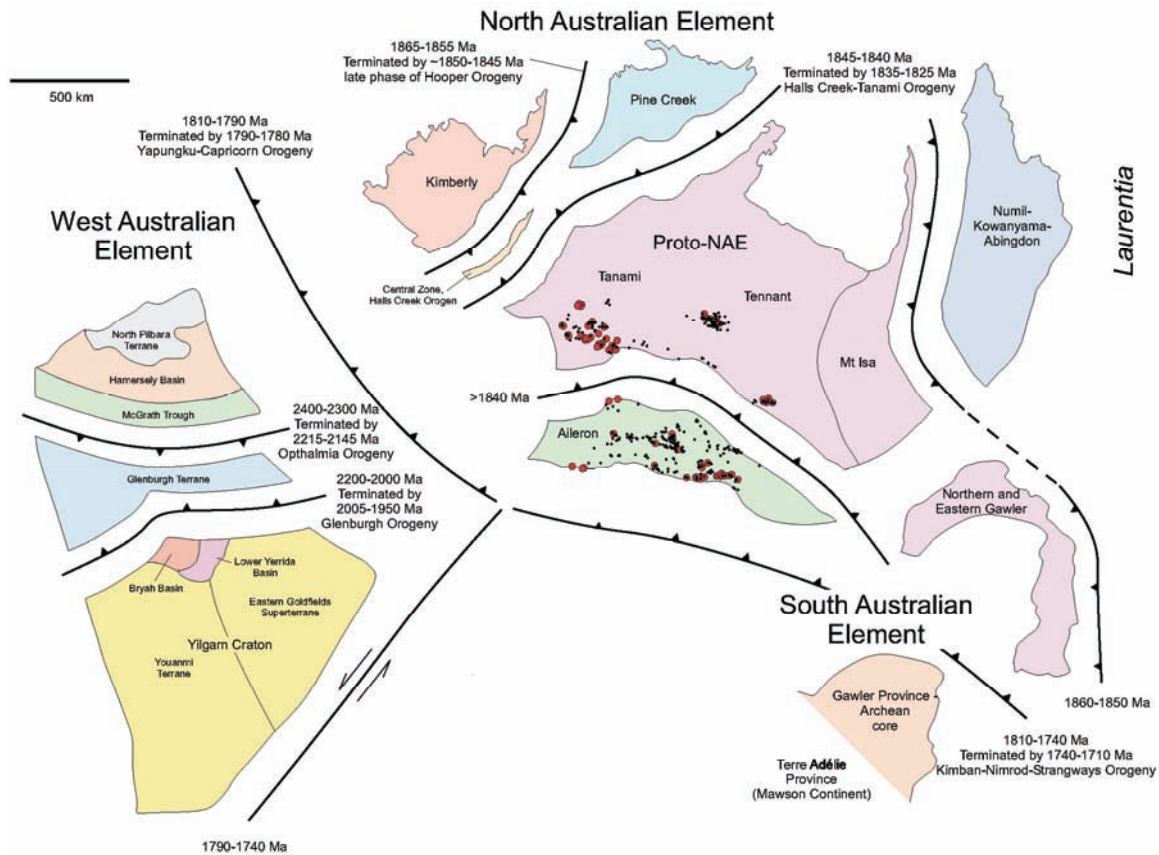 North Australian Element
1865-1855 Ma
Terminated by ~1850-1845 Ma
late phase of Hooper Orogeny
1845-1840 Ma
Terminated by 1835-1825 Ma
Halls Creek-Tanami Orogeny
500 km
Pine Creek
1810-1790 Ma
Terminated by 1790-1780 Ma
Yapungku-Capricorn Orogeny
Kimberly
West Australian
Element
Numil-
Kowanyama-
Abingdon
Laurentia
Proto-NAE
Central Zone,
Halls Creek Orogen
Tanami
Tennant
North Pilbara
Terrane
Mt Isa
Hamersely Basin
McGrath Trough
>1840 Ma
2400-2300 Ma
Terminated by
2215-2145 Ma
Opthalmia Orogeny
Aileron
Glenburgh Terrane
2200-2000 Ma
Terminated by
2005-1950 Ma
Glenburgh Orogeny
Northern and
Eastern Gawler
Bryah Basin
Lower Yerrida
Basin
Eastern Goldfields
Superterrane
South Australian
Element
Yilgarn Craton
Youanmi
Terrane
Gawler Province -
Archean
core
1860-1850 Ma
1810-1740 Ma
Terminated by 1740-1710 Ma
Kimban-Nimrod-Strangways Orogeny
Terre Adélie
Province
(Mawson Continent)
1790-1740 Ma